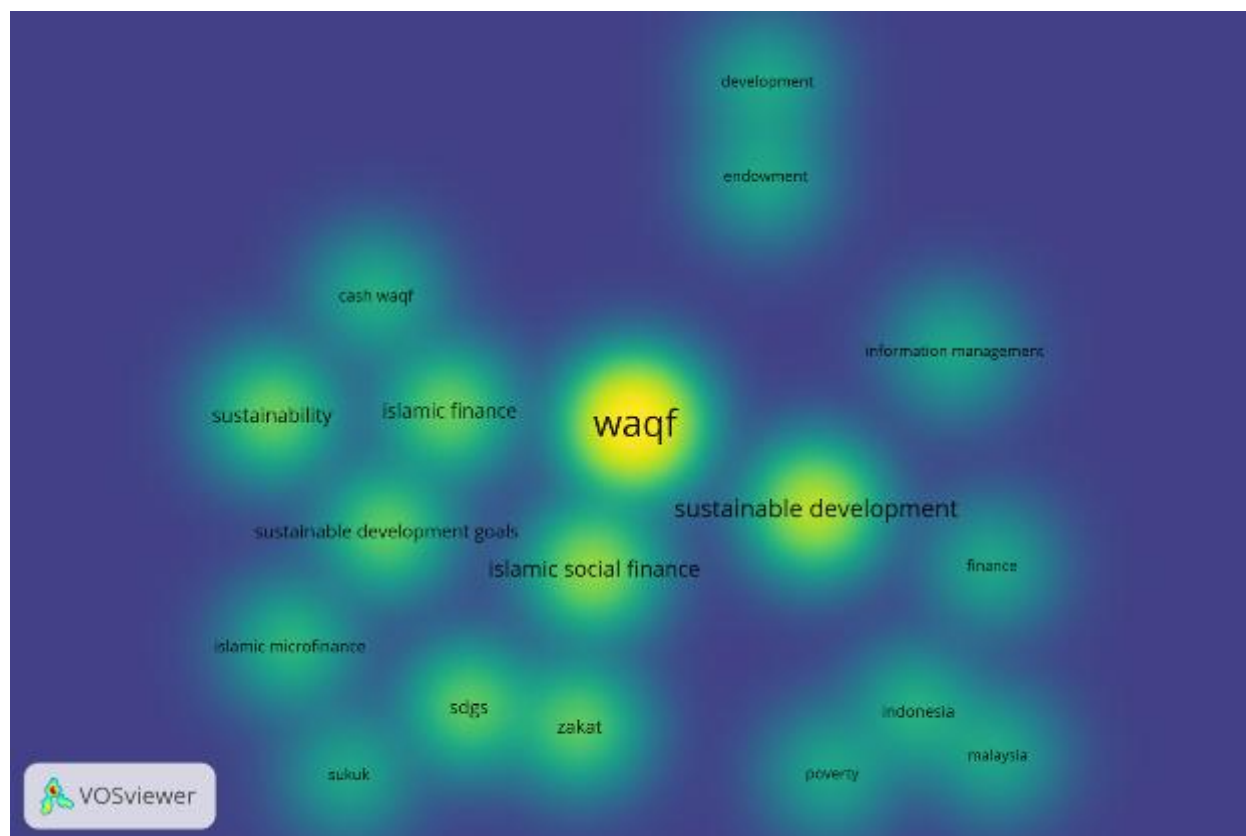 development
endowment
cash waqf
information management
sustainability
islamic finance
waqf
sustainable development
sustainable development goals
islamic social finance
finance
islamic microfinance
sdgs
zakat
indonesia
malaysia
sukuk
poverty
VOSviewer